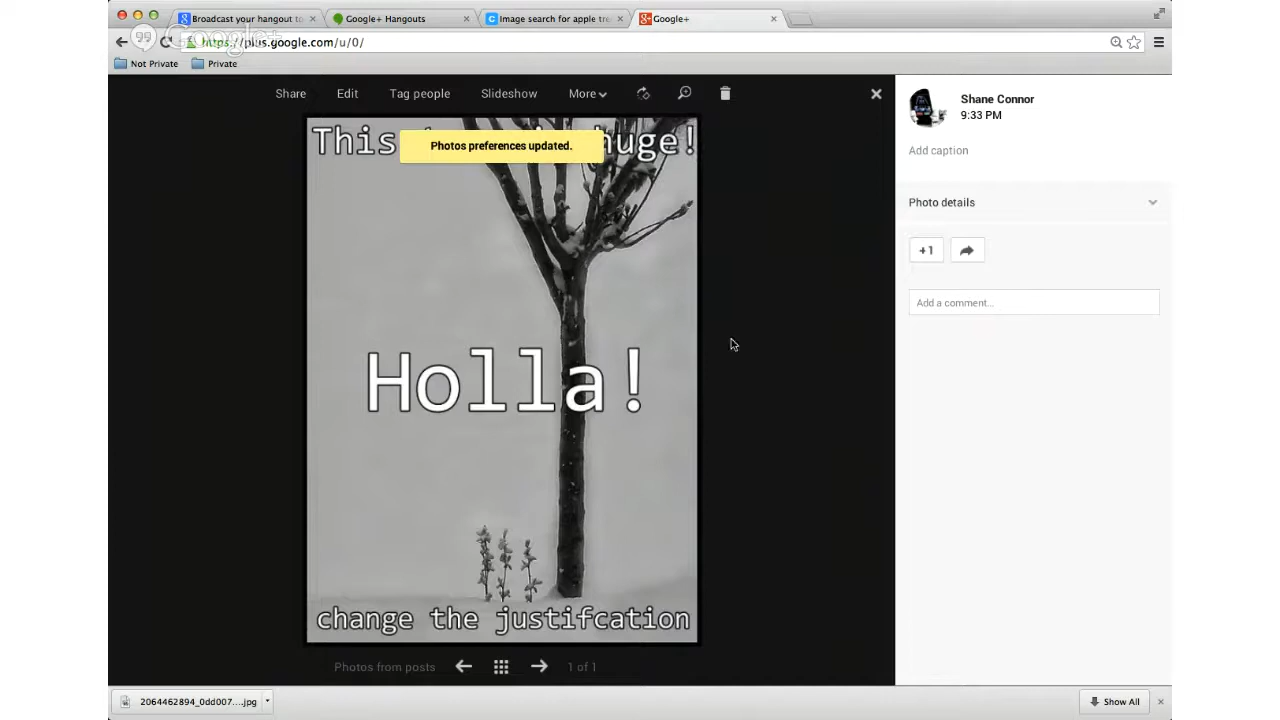 Broadcast your hangout to
Google+ Hangouts
Image search for apple tre
Google+
https://plus.google.com/u/0/
Not Private
Private
Share
Edit
Tag people
Slideshow
More
Shane Connor
9:33 PM
Add caption
Photo details
+1
Add a comment...
This
huge!
Photos preferences updated.
Holla!
change the justifcation
Photos from posts
1 of 1
2064462894_0dd007....jpg
Show All